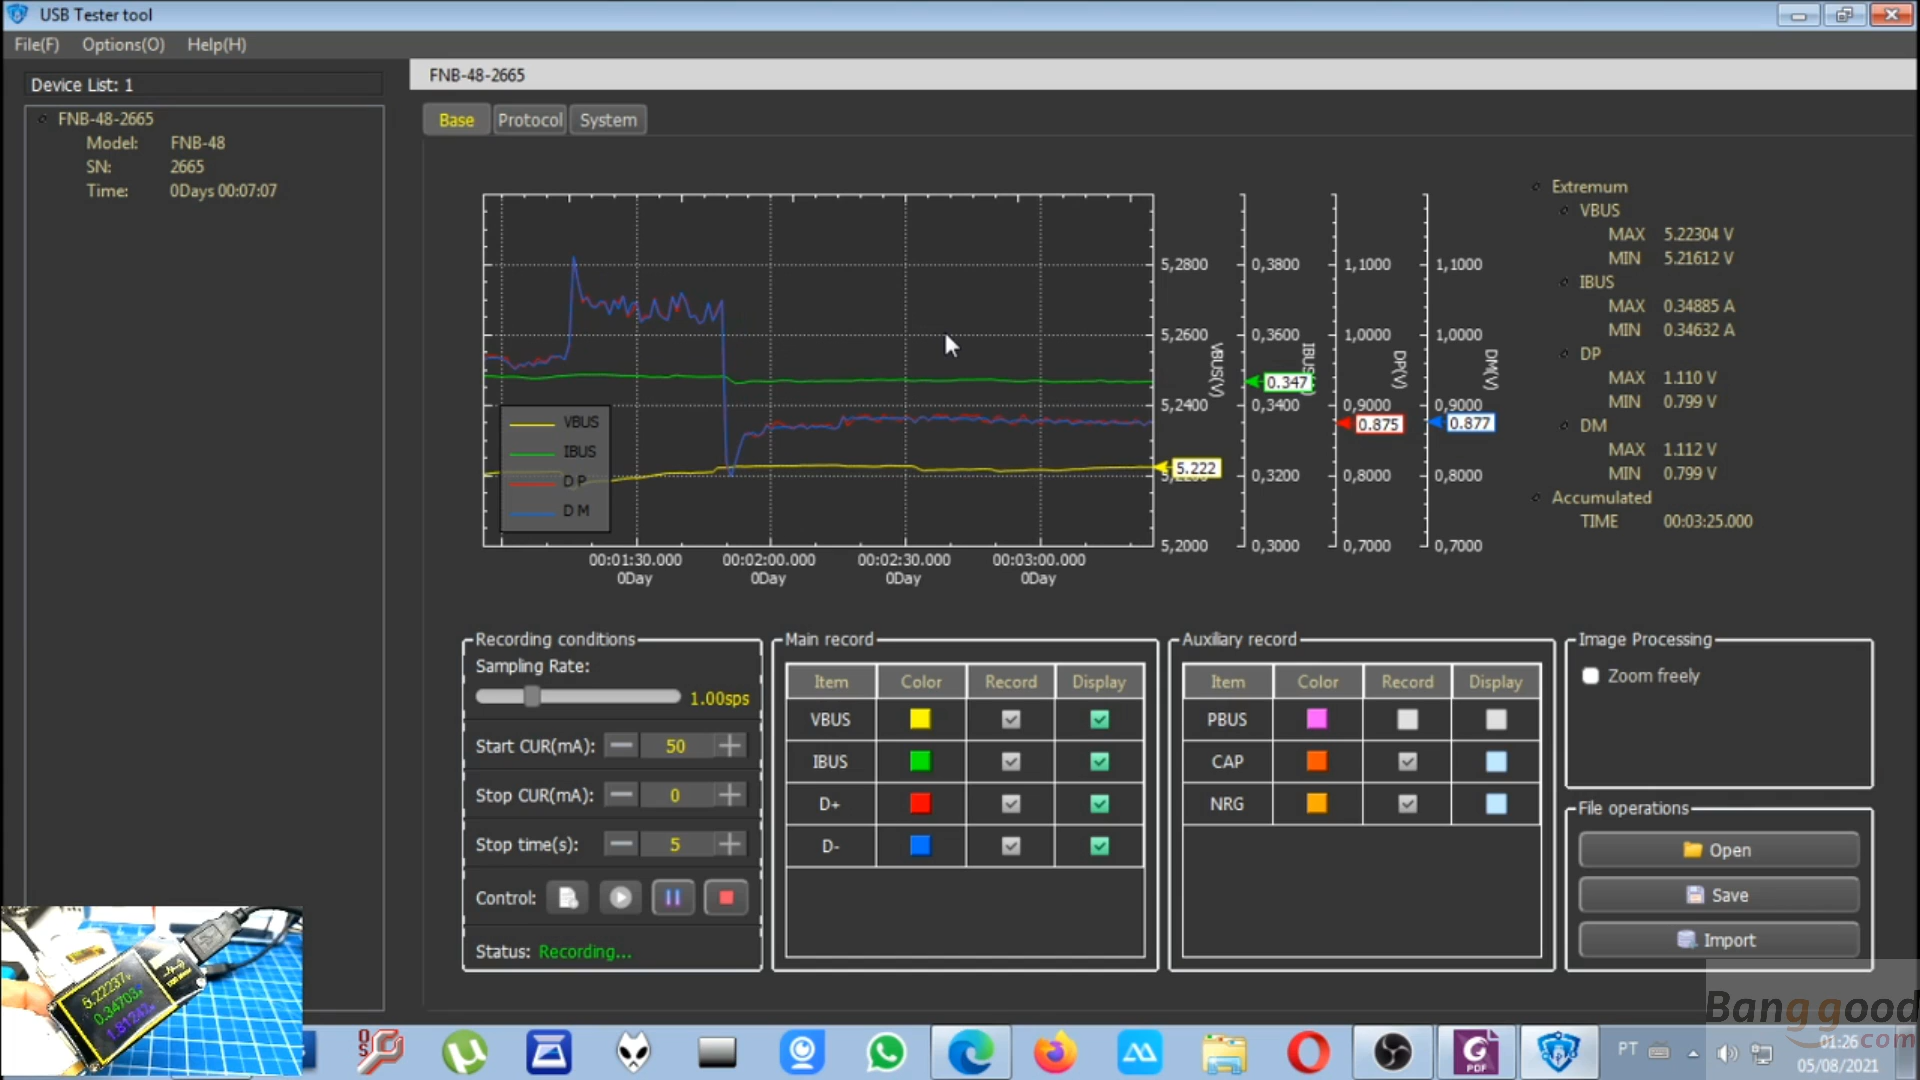 USB Tester tool
File(F) Options(O) Help(H)
Device List: 1
FNB-48-2665
Model: FNB-48
SN: 2665
Time: 0Days 00:07:07
FNB-48-2665
Base Protocol System
5,2800
5,2600
5,2400
5,2200
5,2000
VBUS(V)
5.222
0,3800
0,3600
0,3400
0,3200
0,3000
0.347
1,1000
1,0000
0,9000
0,8000
0,7000
DP(V)
0.875
1,1000
1,0000
0,9000
0,8000
0,7000
DM(V)
0.877
VBUS
IBUS
D P
D M
00:01:30.000 00:02:00.000 00:02:30.000 00:03:00.000
0Day 0Day 0Day 0Day
Extremum
VBUS
MAX 5.22304 V
MIN 5.21612 V
IBUS
MAX 0.34885 A
MIN 0.34632 A
DP
MAX 1.110 V
MIN 0.799 V
DM
MAX 1.112 V
MIN 0.799 V
Accumulated
TIME 00:03:25.000
Recording conditions
Sampling Rate:
1.00sps
Start CUR(mA): 50
Stop CUR(mA): 0
Stop time(s): 5
Control:
Status: Recording...
Main record
Item Color Record Display
VBUS
IBUS
D+
D-
Auxiliary record
Item Color Record Display
PBUS
CAP
NRG
Image Processing
Zoom freely
File operations
Open
Save
Import
5.22237V
0.34703A
1.81242
Banggood
.com
PDF
PT
01:26
05/08/2021